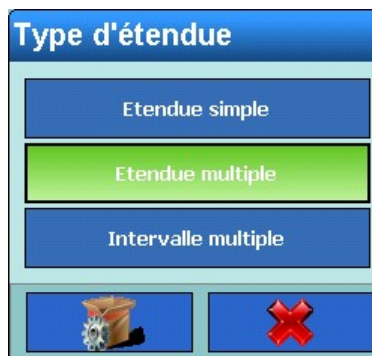 Type d'étendue
Etendue simple
Etendue multiple
Intervalle multiple